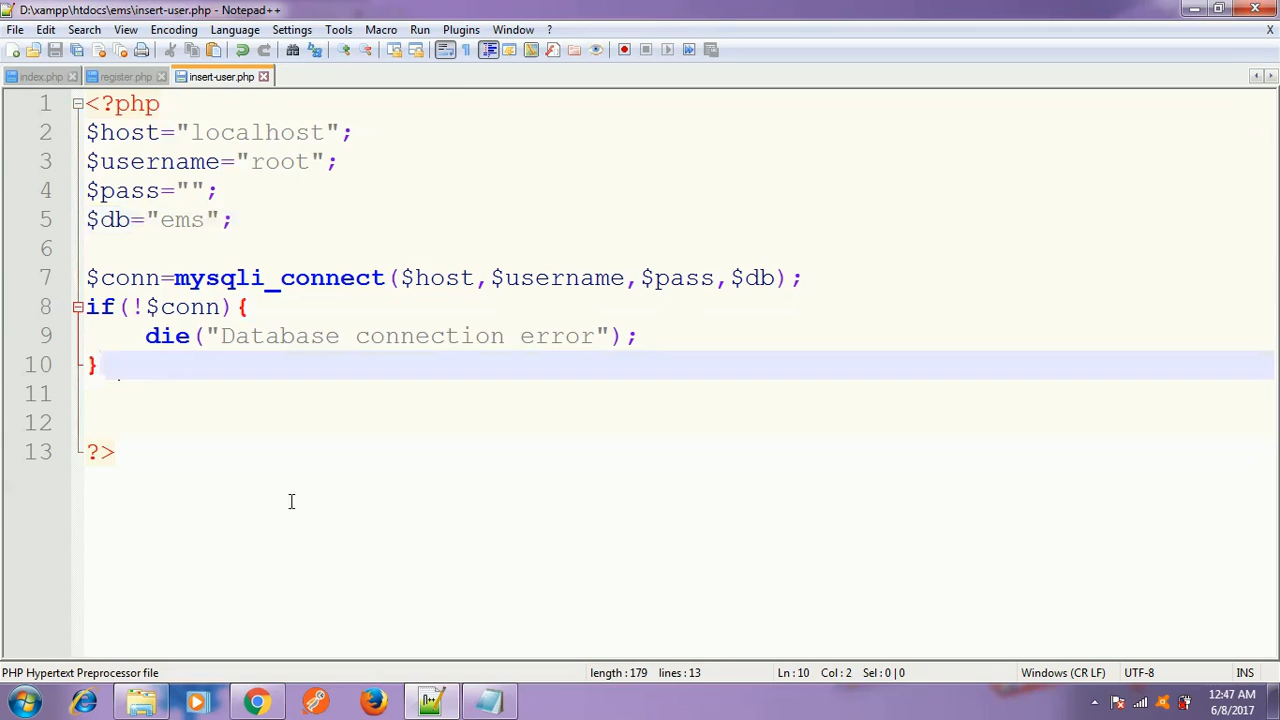 D:\xampp\htdocs\ems\insert-user.php - Notepad++
File Edit Search View Encoding Language Settings Tools Macro Run Plugins Window ? X
index.php register.php insert-user.php
1 <?php
2 $host="localhost";
3 $username="root";
4 $pass="";
5 $db="ems";
6
7 $conn=mysqli_connect($host,$username,$pass,$db);
8 if(!$conn){
9 die("Database connection error");
10 }
11
12
13 ?>
PHP Hypertext Preprocessor file length : 179 lines : 13 Ln : 10 Col : 2 Sel : 0 | 0 Windows (CR LF) UTF-8 INS
12:47 AM
6/8/2017